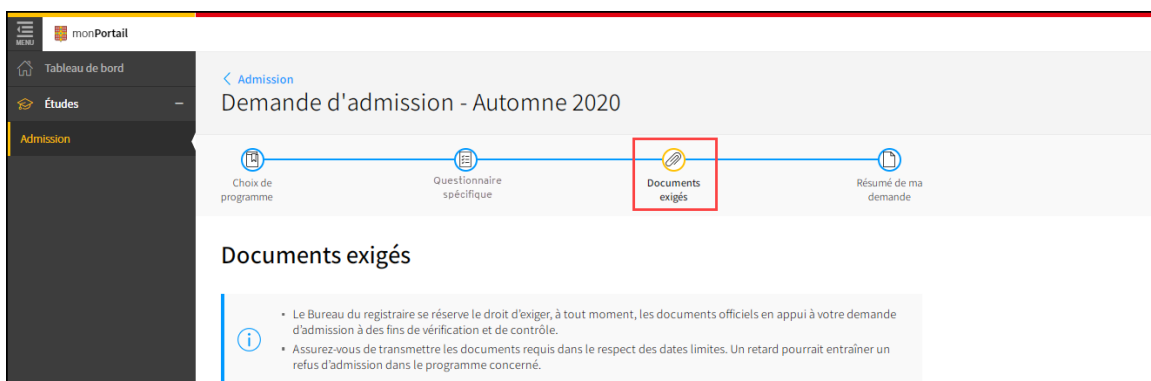 MENU
monPortail
Tableau de bord
Études
Admission
Admission
Demande d'admission - Automne 2020
Choix de
programme
Questionnaire
spécifique
Documents
exigés
Résumé de ma
demande
Documents exigés
• Le Bureau du registraire se réserve le droit d'exiger, à tout moment, les documents officiels en appui à votre demande
d'admission à des fins de vérification et de contrôle.
• Assurez-vous de transmettre les documents requis dans le respect des dates limites. Un retard pourrait entraîner un
refus d'admission dans le programme concerné.